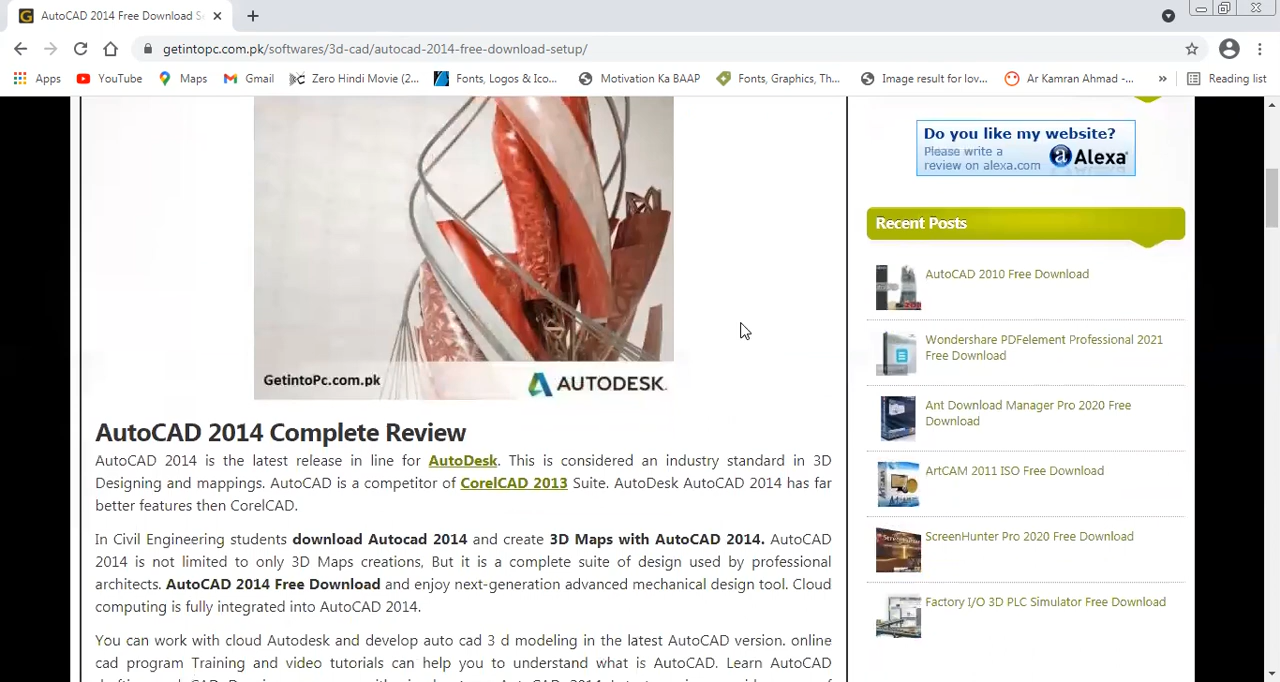 AutoCAD 2014 Free Download S
getintopc.com.pk/softwares/3d-cad/autocad-2014-free-download-setup/
Apps YouTube Maps Gmail Zero Hindi Movie (2... Fonts, Logos & Ico... Motivation Ka BAAP Fonts, Graphics, Th... Image result for lov... Ar Kamran Ahmad -... » Reading list
GetintoPc.com.pk
AUTODESK.
AutoCAD 2014 Complete Review
AutoCAD 2014 is the latest release in line for AutoDesk. This is considered an industry standard in 3D
Designing and mappings. AutoCAD is a competitor of CorelCAD 2013 Suite. AutoDesk AutoCAD 2014 has far
better features then CorelCAD.
In Civil Engineering students download Autocad 2014 and create 3D Maps with AutoCAD 2014. AutoCAD
2014 is not limited to only 3D Maps creations, But it is a complete suite of design used by professional
architects. AutoCAD 2014 Free Download and enjoy next-generation advanced mechanical design tool. Cloud
computing is fully integrated into AutoCAD 2014.
You can work with cloud Autodesk and develop auto cad 3 d modeling in the latest AutoCAD version. online
cad program Training and video tutorials can help you to understand what is AutoCAD. Learn AutoCAD
Do you like my website?
Please write a
review on alexa.com
Alexa
Recent Posts
AutoCAD 2010 Free Download
Wondershare PDFelement Professional 2021
Free Download
Ant Download Manager Pro 2020 Free
Download
ArtCAM 2011 ISO Free Download
ScreenHunter Pro 2020 Free Download
Factory I/O 3D PLC Simulator Free Download